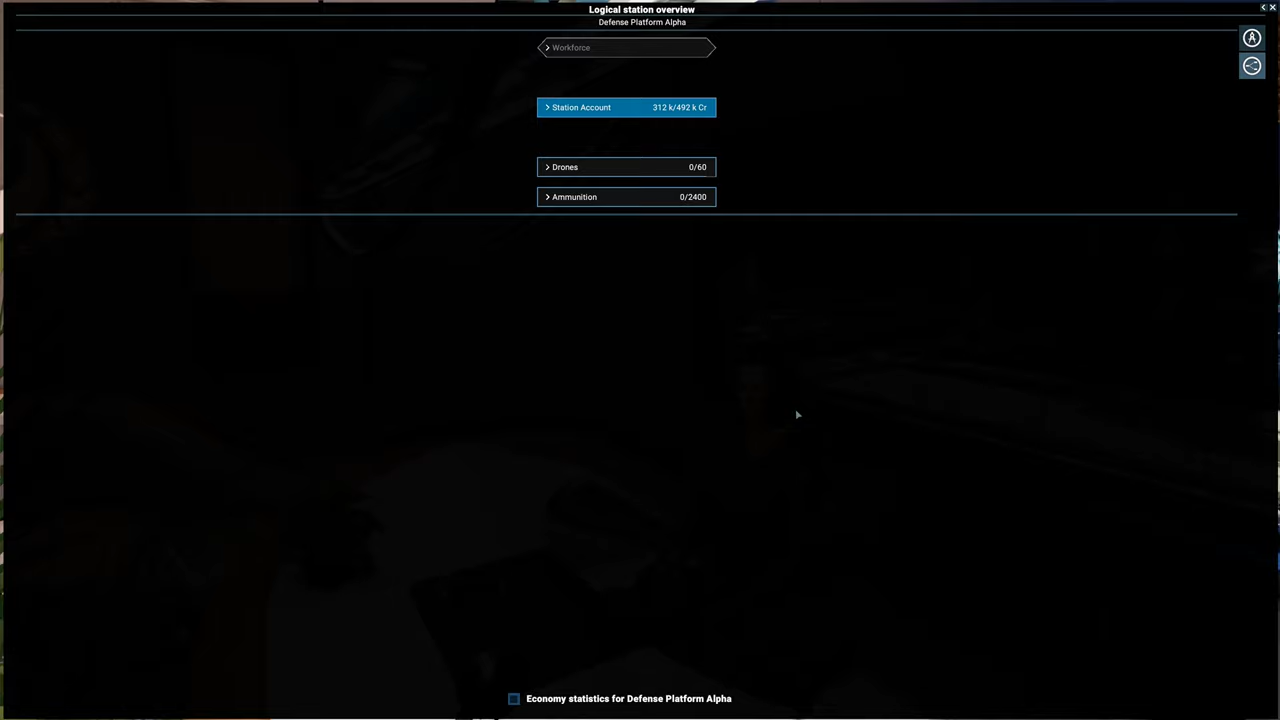 Logical station overview
Defense Platform Alpha
Workforce
Station Account 312 k/492 k Cr
Drones 0/60
Ammunition 0/2400
Economy statistics for Defense Platform Alpha